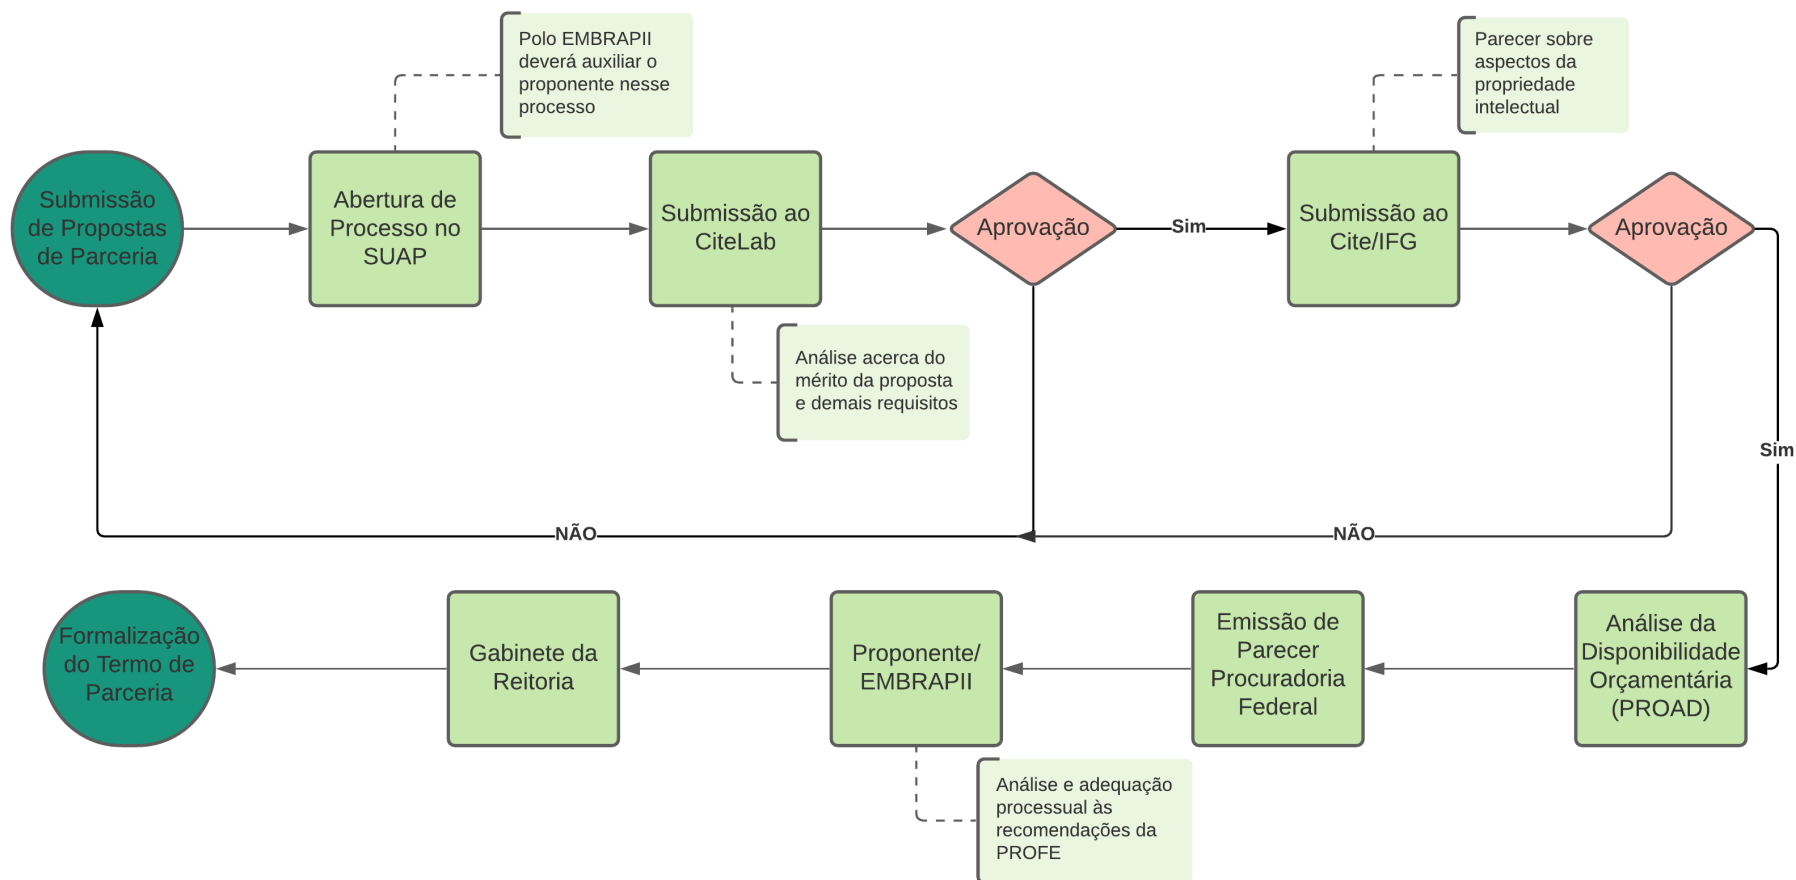 Polo EMBRAPII
deverá auxiliar o
proponente nesse
processo
Parecer sobre
aspectos da
propriedade
intelectual
Submissão
de Propostas
de Parceria
Abertura de
Processo no
SUAP
Submissão ao
CiteLab
Aprovação
Sim
Submissão ao
Cite/IFG
Aprovação
Análise acerca do
mérito da proposta
e demais requisitos
Sim
NÃO
NÃO
Formalização
do Termo de
Parceria
Gabinete da
Reitoria
Proponente/
EMBRAPII
Emissão de
Parecer
Procuradoria
Federal
Análise da
Disponibilidade
Orçamentária
(PROAD)
Análise e adequação
processual às
recomendações da
PROFE